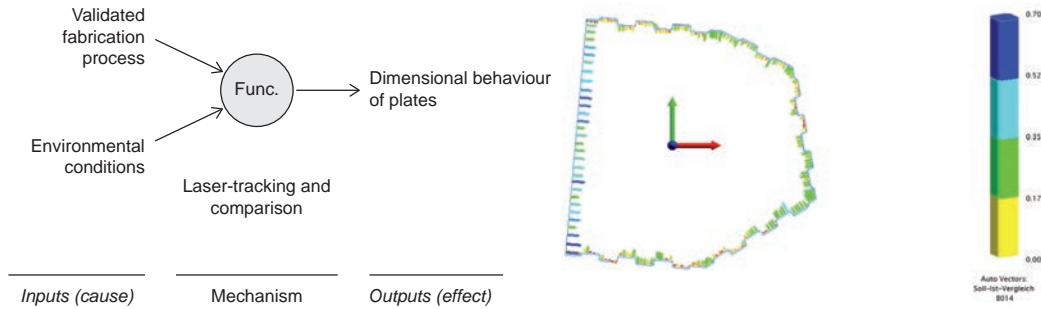 Validated
fabrication
process
Func.
Dimensional behaviour
of plates
Environmental
conditions
Laser-tracking and
comparison
Inputs (cause)
Mechanism
Outputs (effect)
0.70
0.52
0.35
0.17
0.00
Auto Vectors:
Soll-Ist-Vergleich
8014